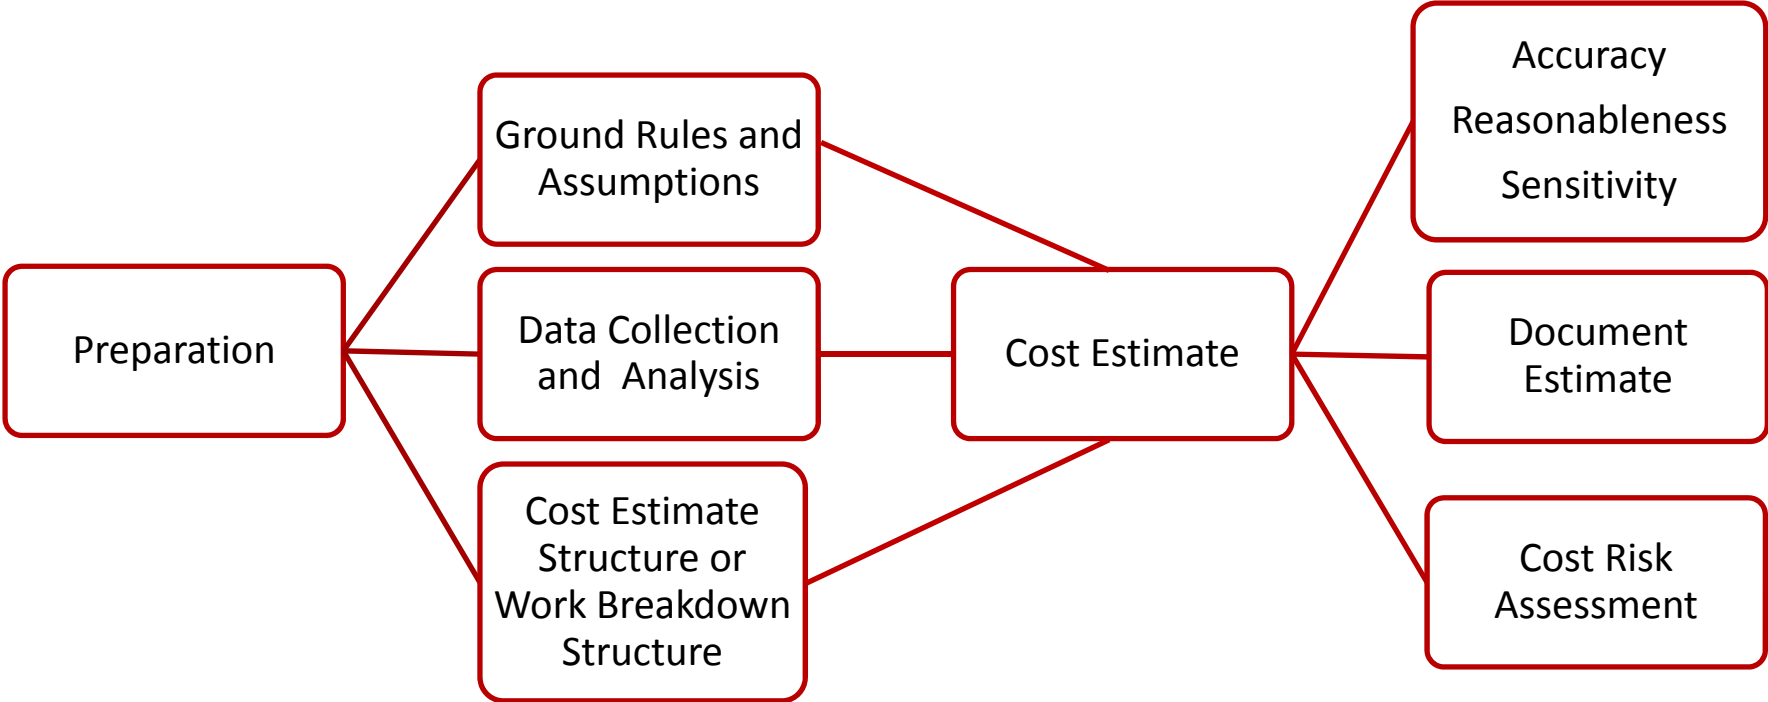 Preparation
Ground Rules and
Assumptions
Data Collection
and  Analysis
Cost Estimate
Structure or
Work Breakdown
Structure
Cost Estimate
Accuracy
Reasonableness
Sensitivity
Document
Estimate
Cost Risk
Assessment